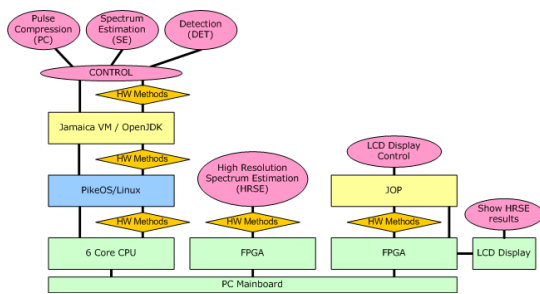 Pulse
Compression
(PC)
Spectrum
Estimation
(SE)
Detection
(DET)
CONTROL
HW Methods
Jamaica VM / OpenJDK
HW Methods
PikeOS/Linux
HW Methods
6 Core CPU
High Resolution
Spectrum Estimation
(HRSE)
HW Methods
FPGA
LCD Display
Control
JOP
HW Methods
FPGA
Show HRSE
results
LCD Display
PC Mainboard